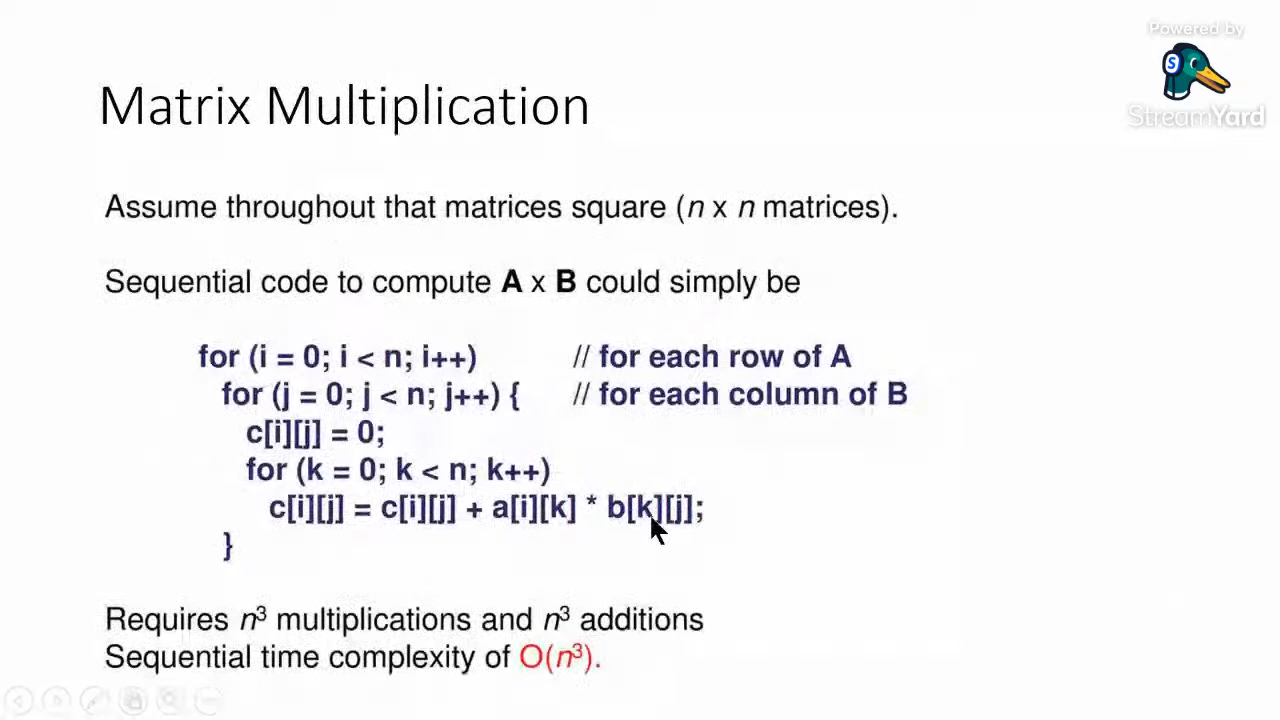 Powered by
S
StreamYard
Matrix Multiplication
Assume throughout that matrices square (n x n matrices).
Sequential code to compute A x B could simply be
for (i = 0; i < n; i++) // for each row of A
for (j = 0; j < n; j++) { // for each column of B
c[i][j] = 0;
for (k = 0; k < n; k++)
c[i][j] = c[i][j] + a[i][k] * b[k][j];
}
Requires n³ multiplications and n³ additions
Sequential time complexity of O(n³).